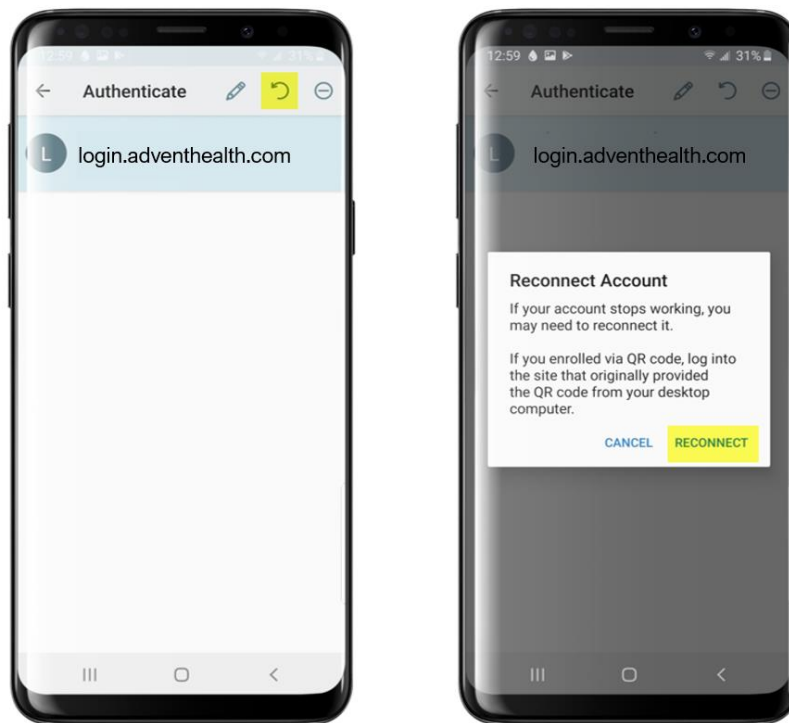 12:59 31%
Authenticate
L
login.adventhealth.com
12:59 31%
Authenticate
L
login.adventhealth.com
Reconnect Account
If your account stops working, you
may need to reconnect it.
If you enrolled via QR code, log into
the site that originally provided
the QR code from your desktop
computer.
CANCEL RECONNECT